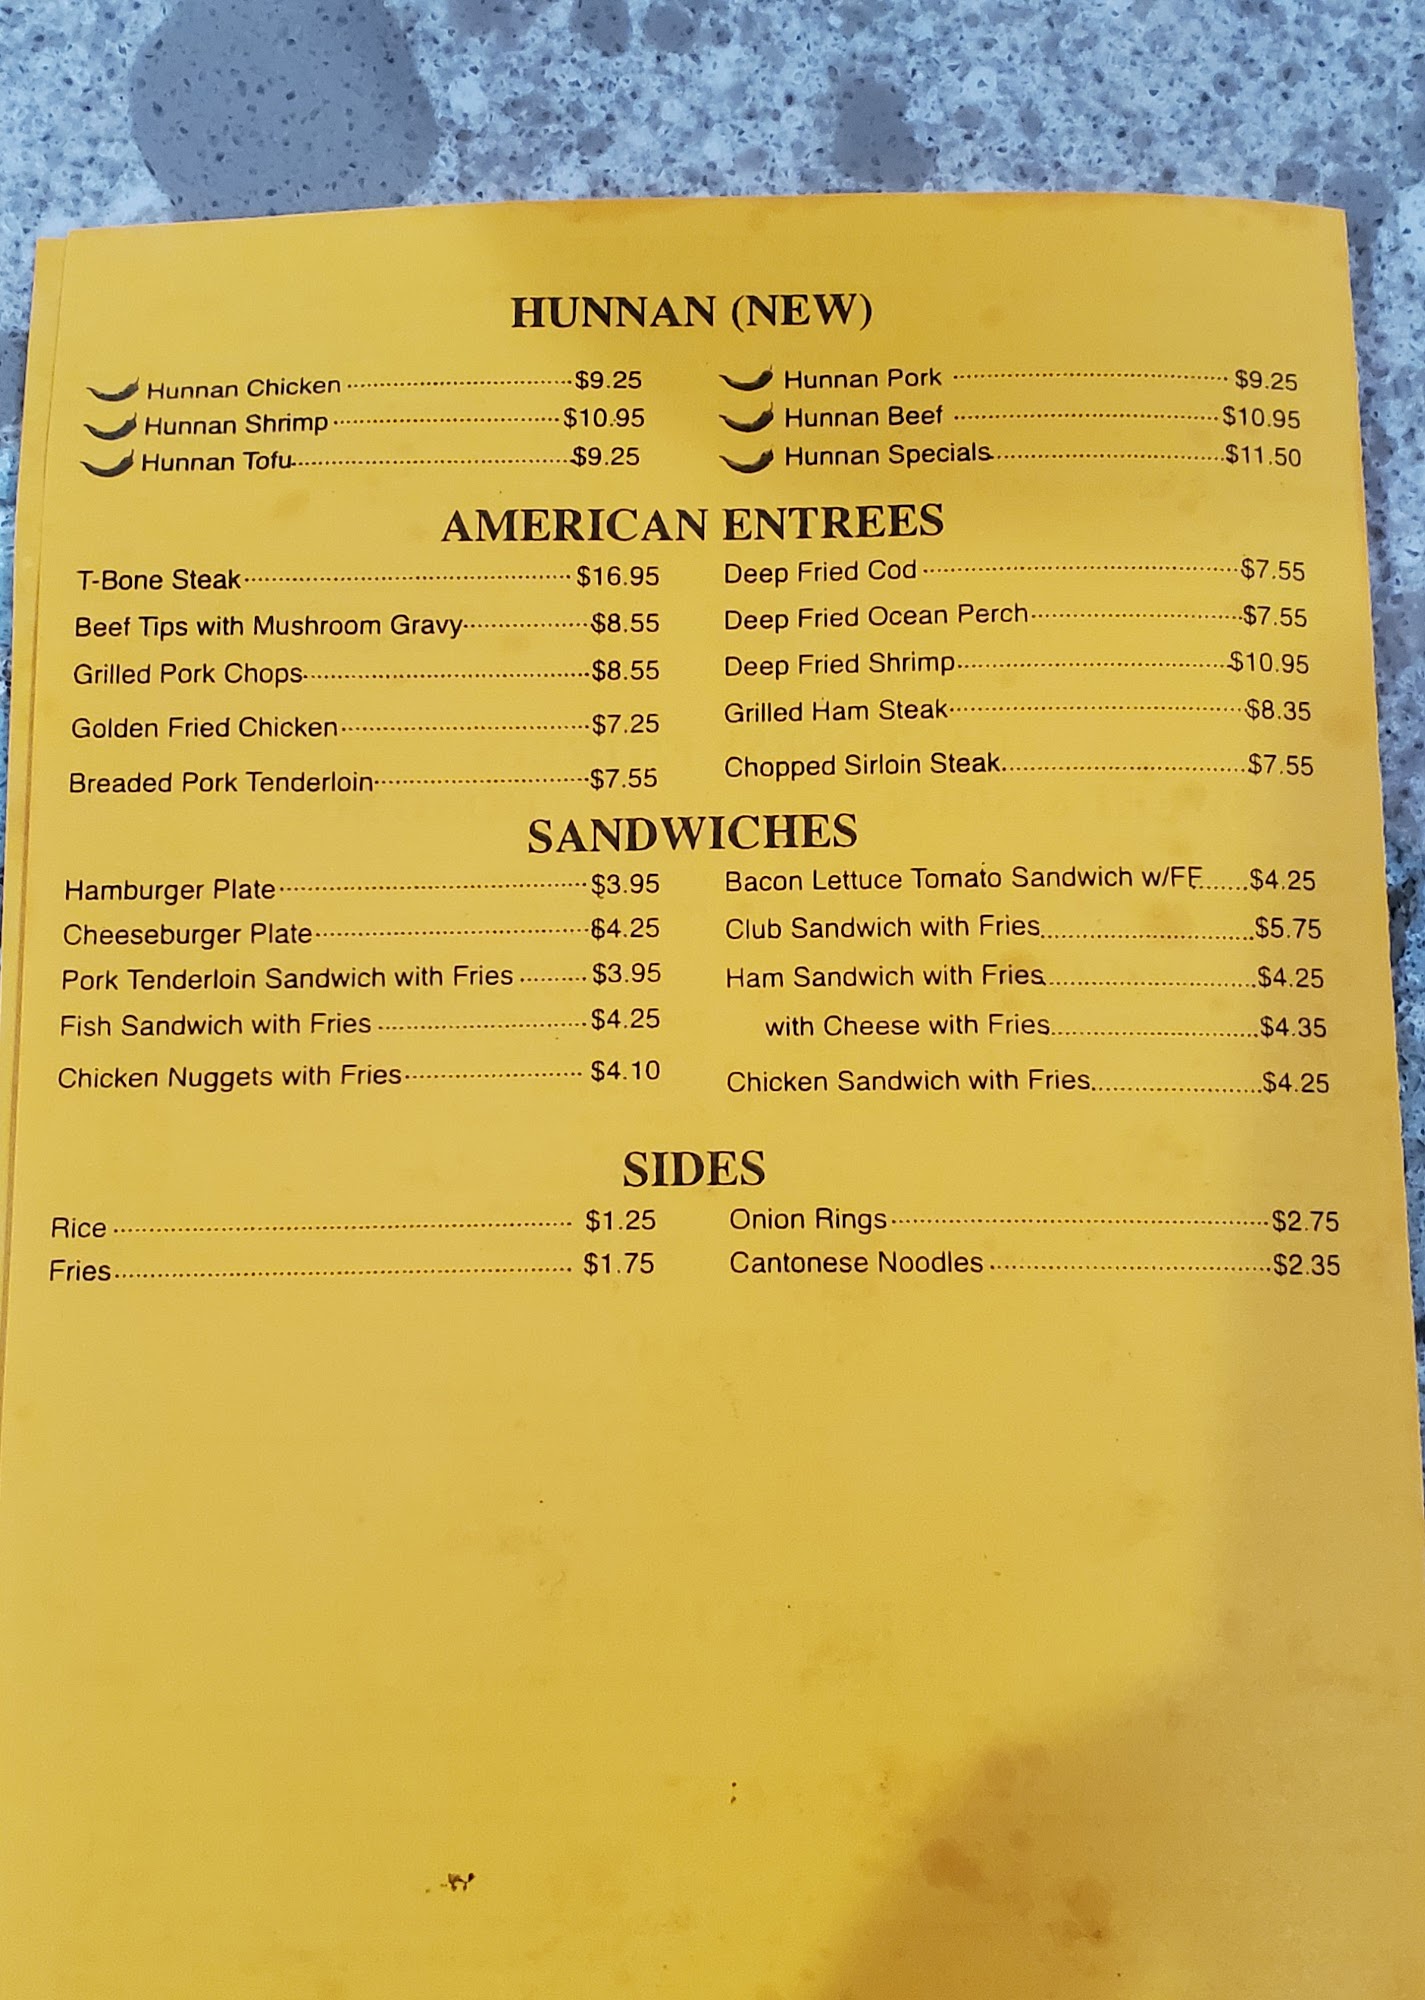 HUNNAN (NEW)
Hunnan Chicken $9.25
Hunnan Shrimp $10.95
Hunnan Tofu $9.25
Hunnan Pork $9.25
Hunnan Beef $10.95
Hunnan Specials $11.50
AMERICAN ENTREES
T-Bone Steak $16.95
Beef Tips with Mushroom Gravy $8.55
Grilled Pork Chops $8.55
Golden Fried Chicken $7.25
Breaded Pork Tenderloin $7.55
Deep Fried Cod $7.55
Deep Fried Ocean Perch $7.55
Deep Fried Shrimp $10.95
Grilled Ham Steak $8.35
Chopped Sirloin Steak $7.55
SANDWICHES
Hamburger Plate $3.95
Cheeseburger Plate $4.25
Pork Tenderloin Sandwich with Fries $3.95
Fish Sandwich with Fries $4.25
Chicken Nuggets with Fries $4.10
Bacon Lettuce Tomato Sandwich w/FF $4.25
Club Sandwich with Fries $5.75
Ham Sandwich with Fries $4.25
with Cheese with Fries $4.35
Chicken Sandwich with Fries $4.25
SIDES
Rice $1.25
Fries $1.75
Onion Rings $2.75
Cantonese Noodles $2.35